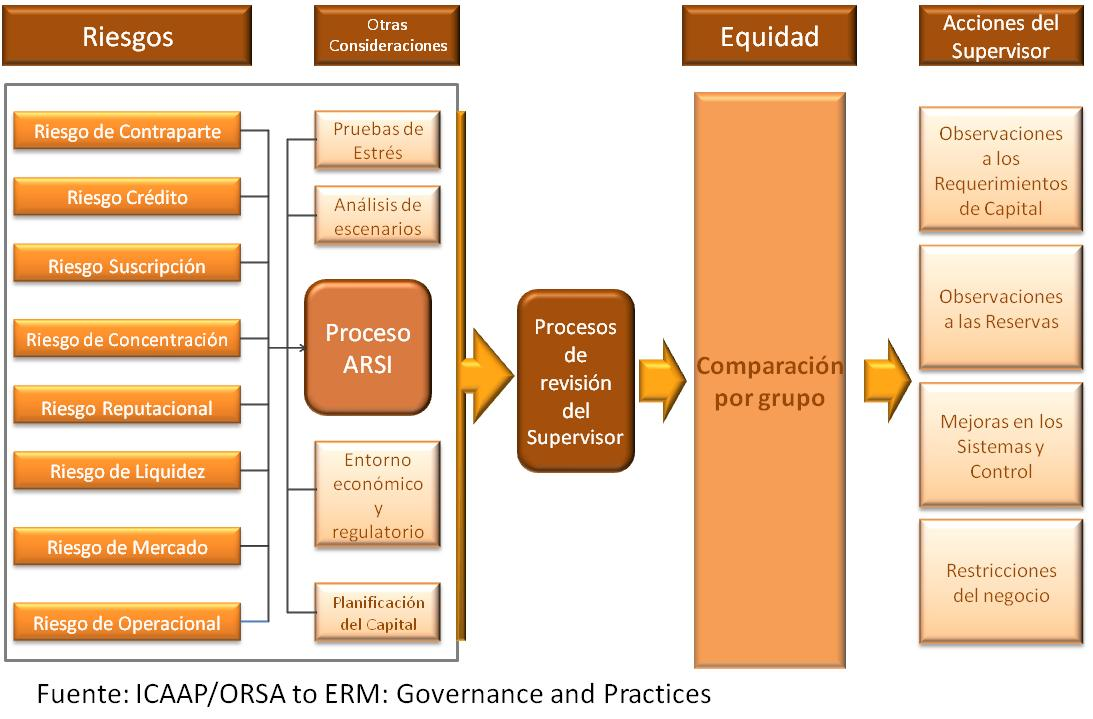 Riesgos
Otras
Consideraciones
Equidad
Acciones del
Supervisor
Riesgo de Contraparte
Riesgo Crédito
Riesgo Suscripción
Riesgo de Concentración
Riesgo Reputacional
Riesgo de Liquidez
Riesgo de Mercado
Riesgo de Operacional
Pruebas de
Estrés
Análisis de
escenarios
Proceso
ARSI
Entorno
económico
y
regulatorio
Planificación
del Capital
Procesos
de
revisión
del
Supervisor
Comparación
por grupo
Observaciones
a los
Requerimientos
de Capital
Observaciones
a las Reservas
Mejoras en los
Sistemas y
Control
Restricciones
del negocio
Fuente: ICAAP/ORSA to ERM: Governance and Practices